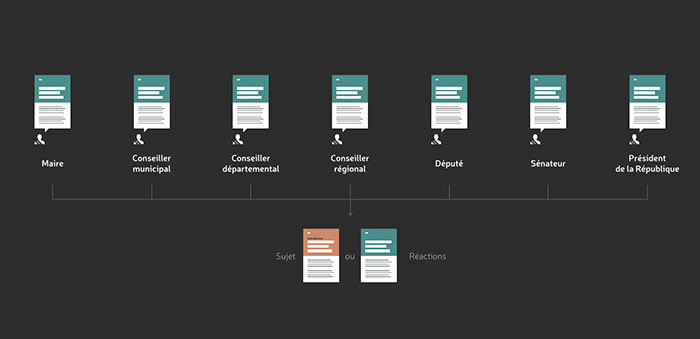 Maire
Conseiller
municipal
Conseiller
départemental
Conseiller
régional
Député
Sénateur
Président
de la République
Sujet
ou
Réactions